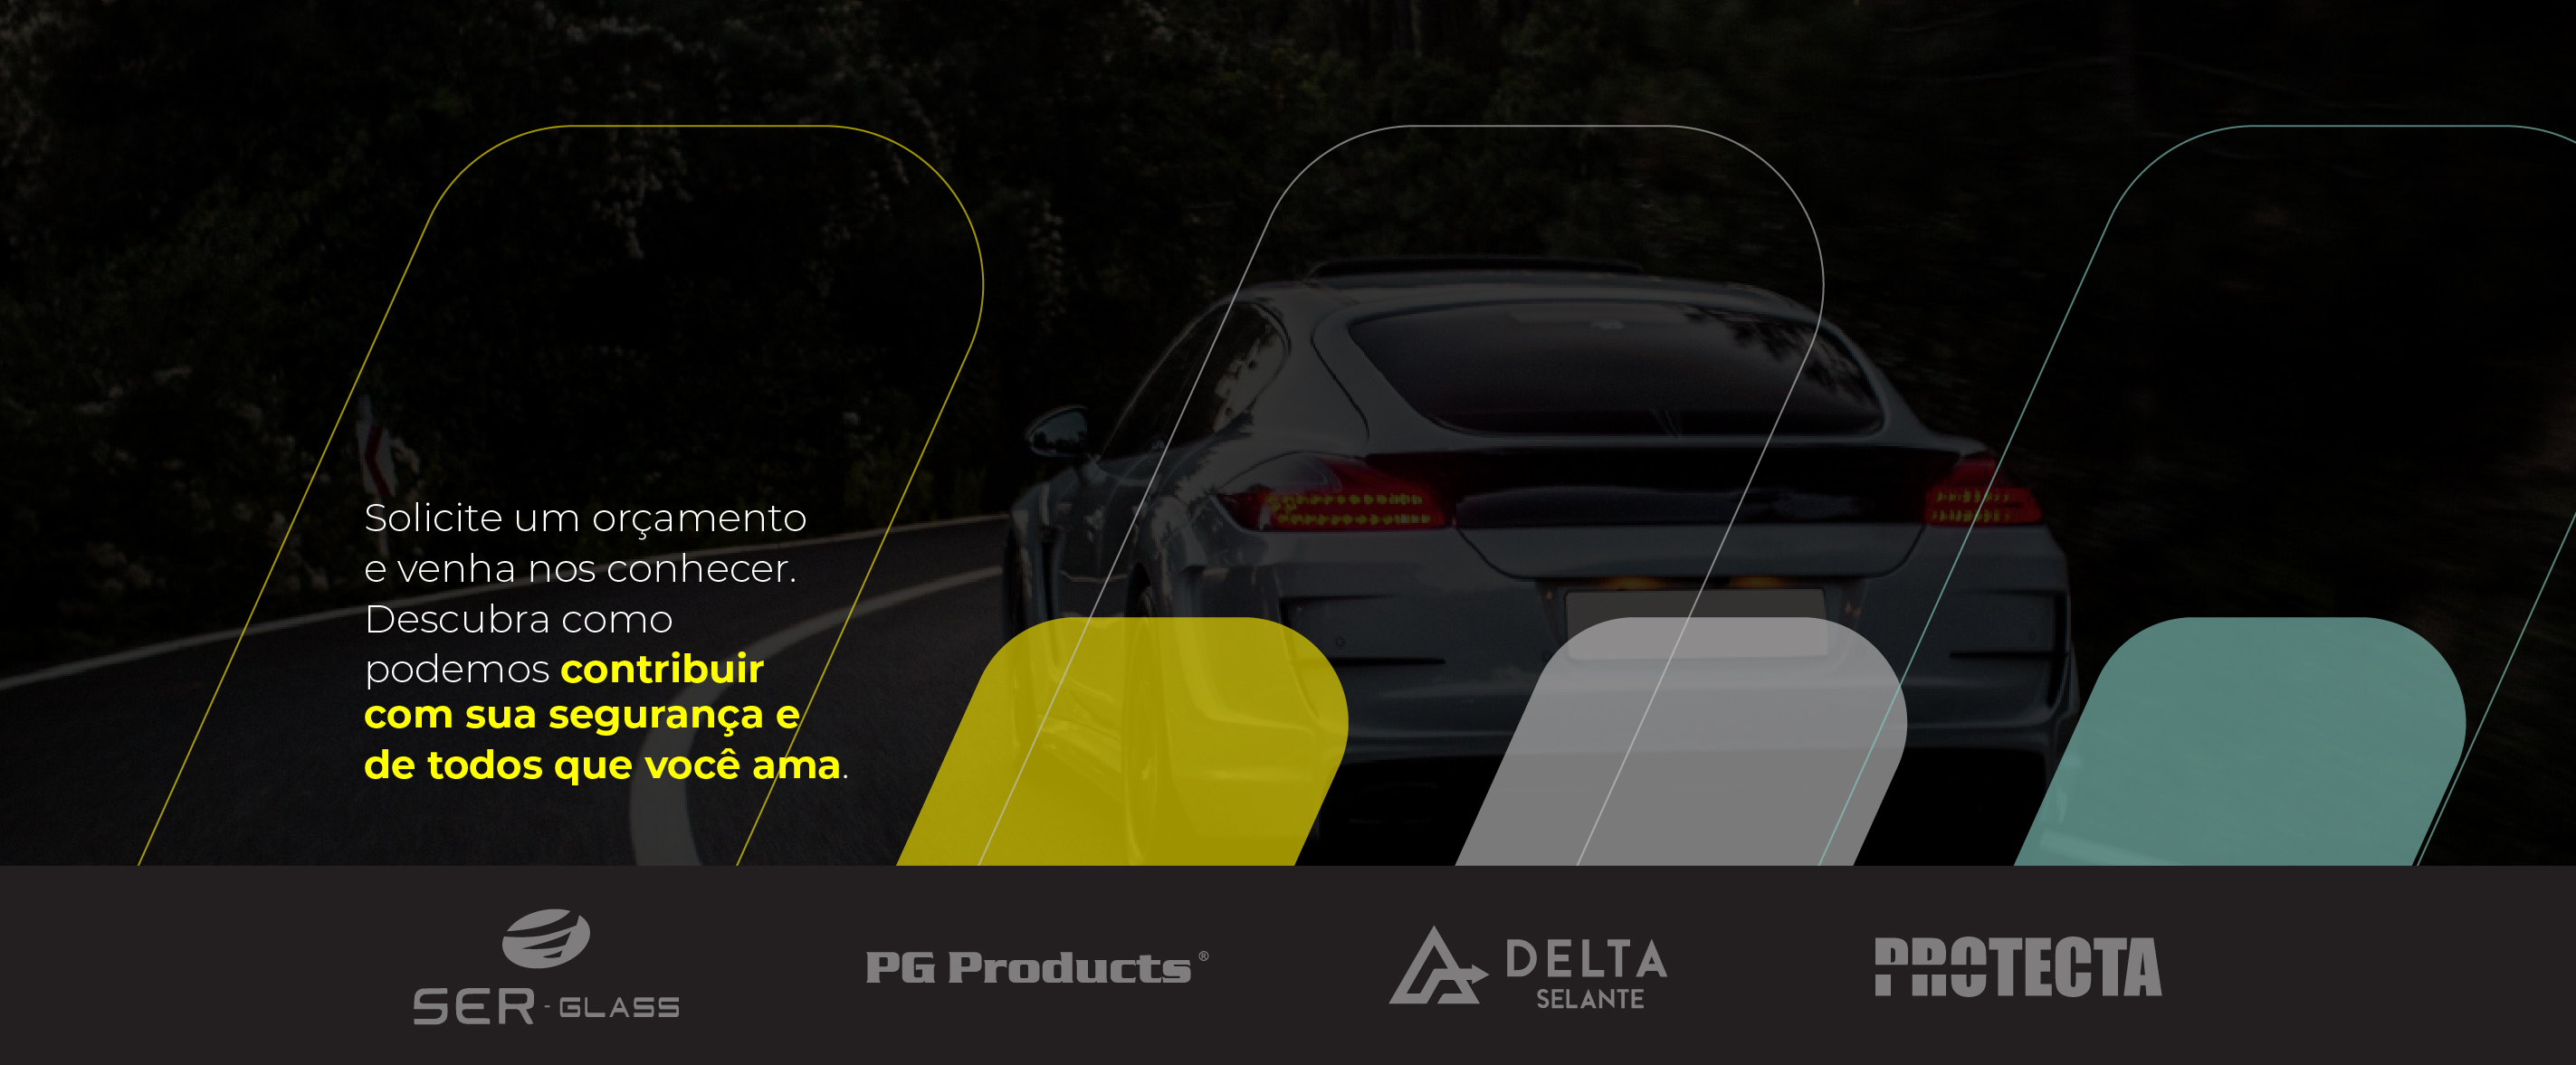 Solicite um orçamento
e venha nos conhecer.
Descubra como
podemos contribuir
com sua segurança e
de todos que você ama.
SER-GLASS
PG Products®
DELTA
SELANTE
PROTECTA